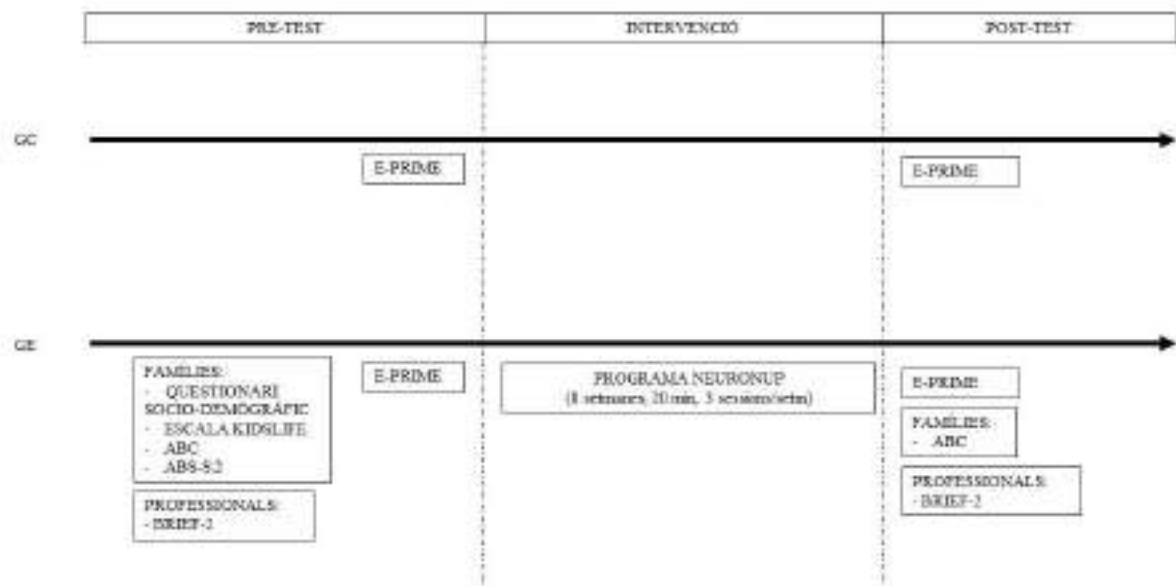 PRE-TEST
INTERVENCIÓ
POST-TEST
GC
E-PRIME
E-PRIME
GE
FAMÍLIES:
- QUESTIONARI
SOCIO-DEMOGRÁFIC
- ESCALA KIDSLIFE
- ABC
- ABS-S:2
PROFESSIONALS:
- BRIEF-2
E-PRIME
PROGRAMA NEURONUP
(8 setmanes, 20 min, 3 sessions/setm)
E-PRIME
FAMÍLIES:
- ABC
PROFESSIONALS:
- BRIEF-2